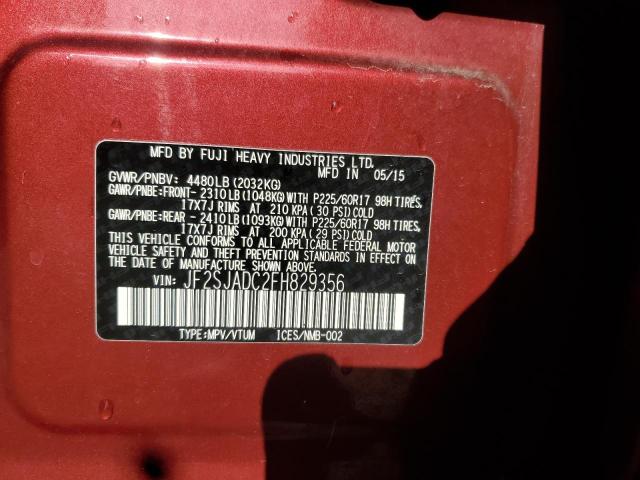 MFD BY FUJI HEAVY INDUSTRIES LTD.
MFD IN 05/15
GVWR/PNBV: 4480LB (2032KG)
GAWR/PNBE:FRONT- 2310LB(1048KG)WITH P225/60R17 98H TIRES,
17X7J RIMS AT 210 KPA(30 PSI)COLD
GAWR/PNBE:REAR - 2410LB(1093KG)WITH P225/60R17 98H TIRES,
17X7J RIMS AT 200 KPA(29 PSI)COLD
THIS VEHICLE CONFORMS TO ALL APPLICABLE FEDERAL MOTOR
VEHICLE SAFETY AND THEFT PREVENTION STANDARDS IN EFFECT ON THE
DATE OF MANUFACTURE SHOWN ABOVE.
VIN: JF2SJADC2FH829356
TYPE:MPV/VTUM ICES/NMB-002